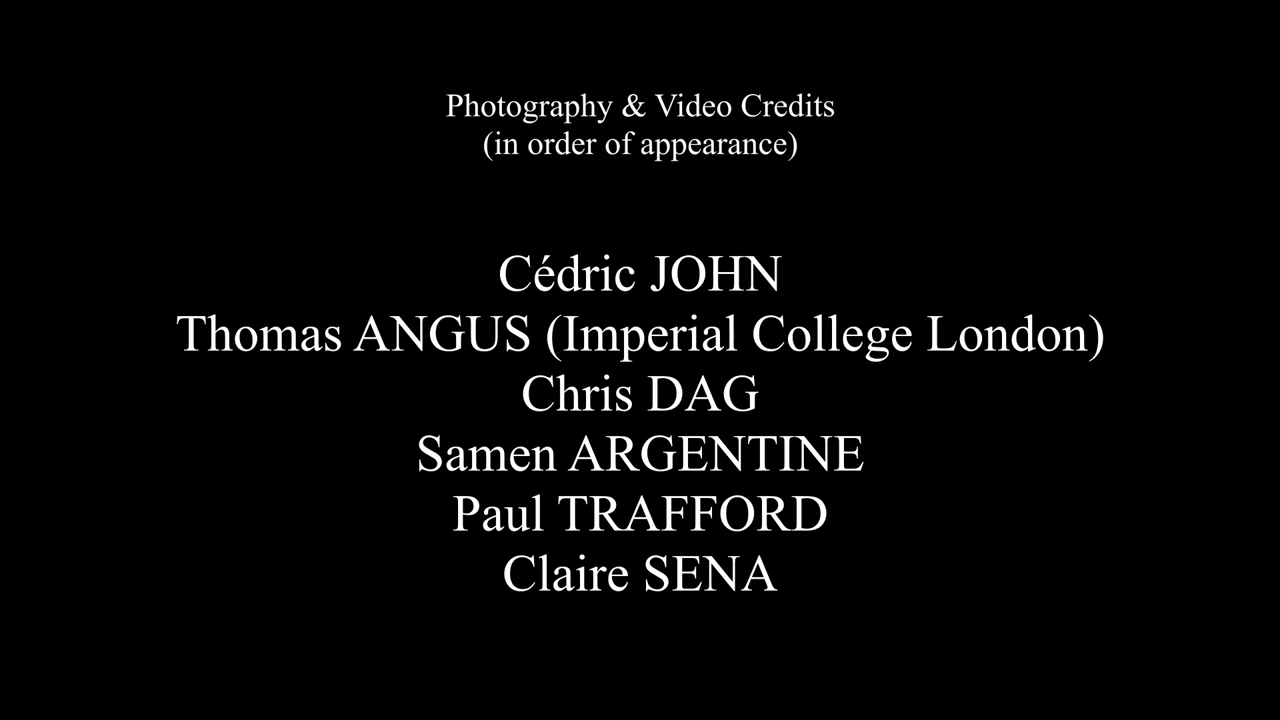 Photography & Video Credits
(in order of appearance)
Cédric JOHN
Thomas ANGUS (Imperial College London)
Chris DAG
Samen ARGENTINE
Paul TRAFFORD
Claire SENA